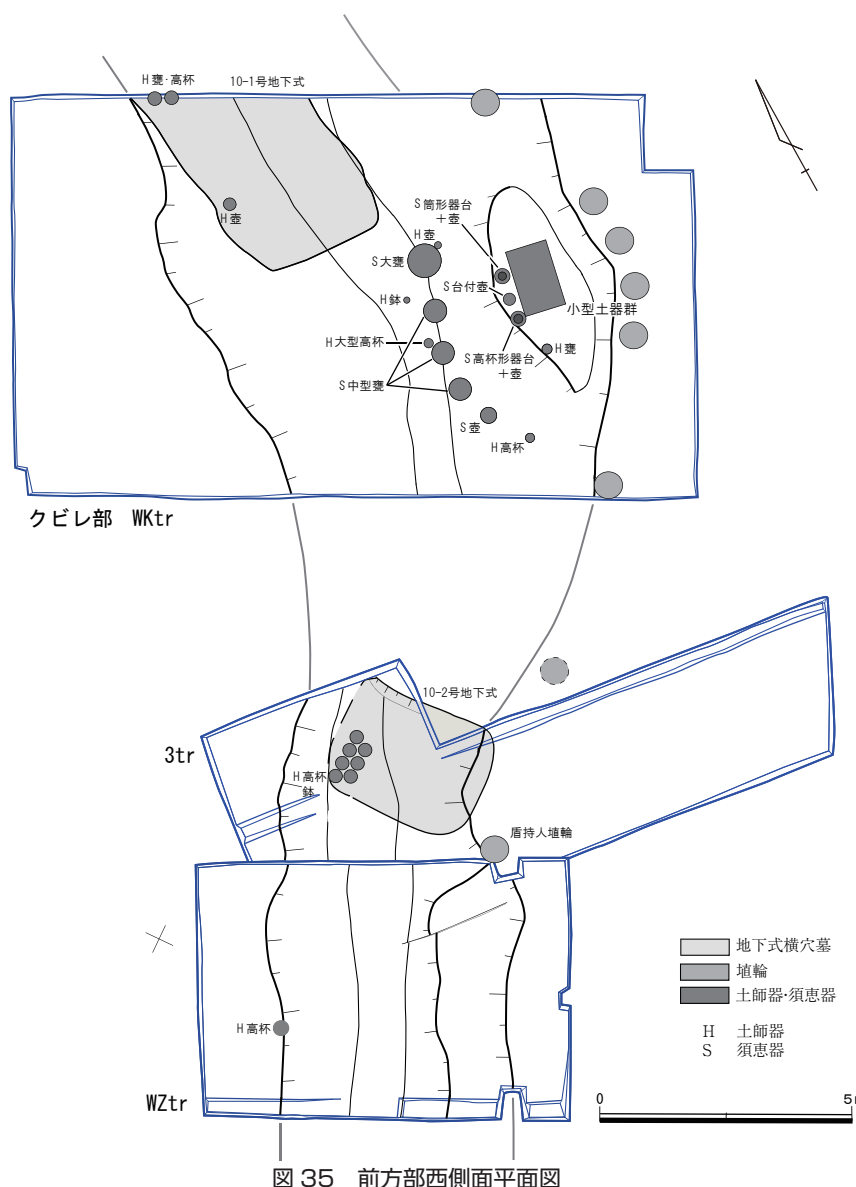 H甕・高杯
10-1号地下式
H壺
S筒形器台
＋壺
H壺
S大甕
S台付壺
H鉢
小型土器群
H大型高杯
S高杯形器台
＋壺
H甕
S中型甕
S壺
H高杯
クビレ部 WKtr
10-2号地下式
3tr
H高杯
鉢
盾持人埴輪
地下式横穴墓
埴輪
土師器・須恵器
H 土師器
S 須恵器
H高杯
WZtr
0 5
図 35 前方部西側面平面図